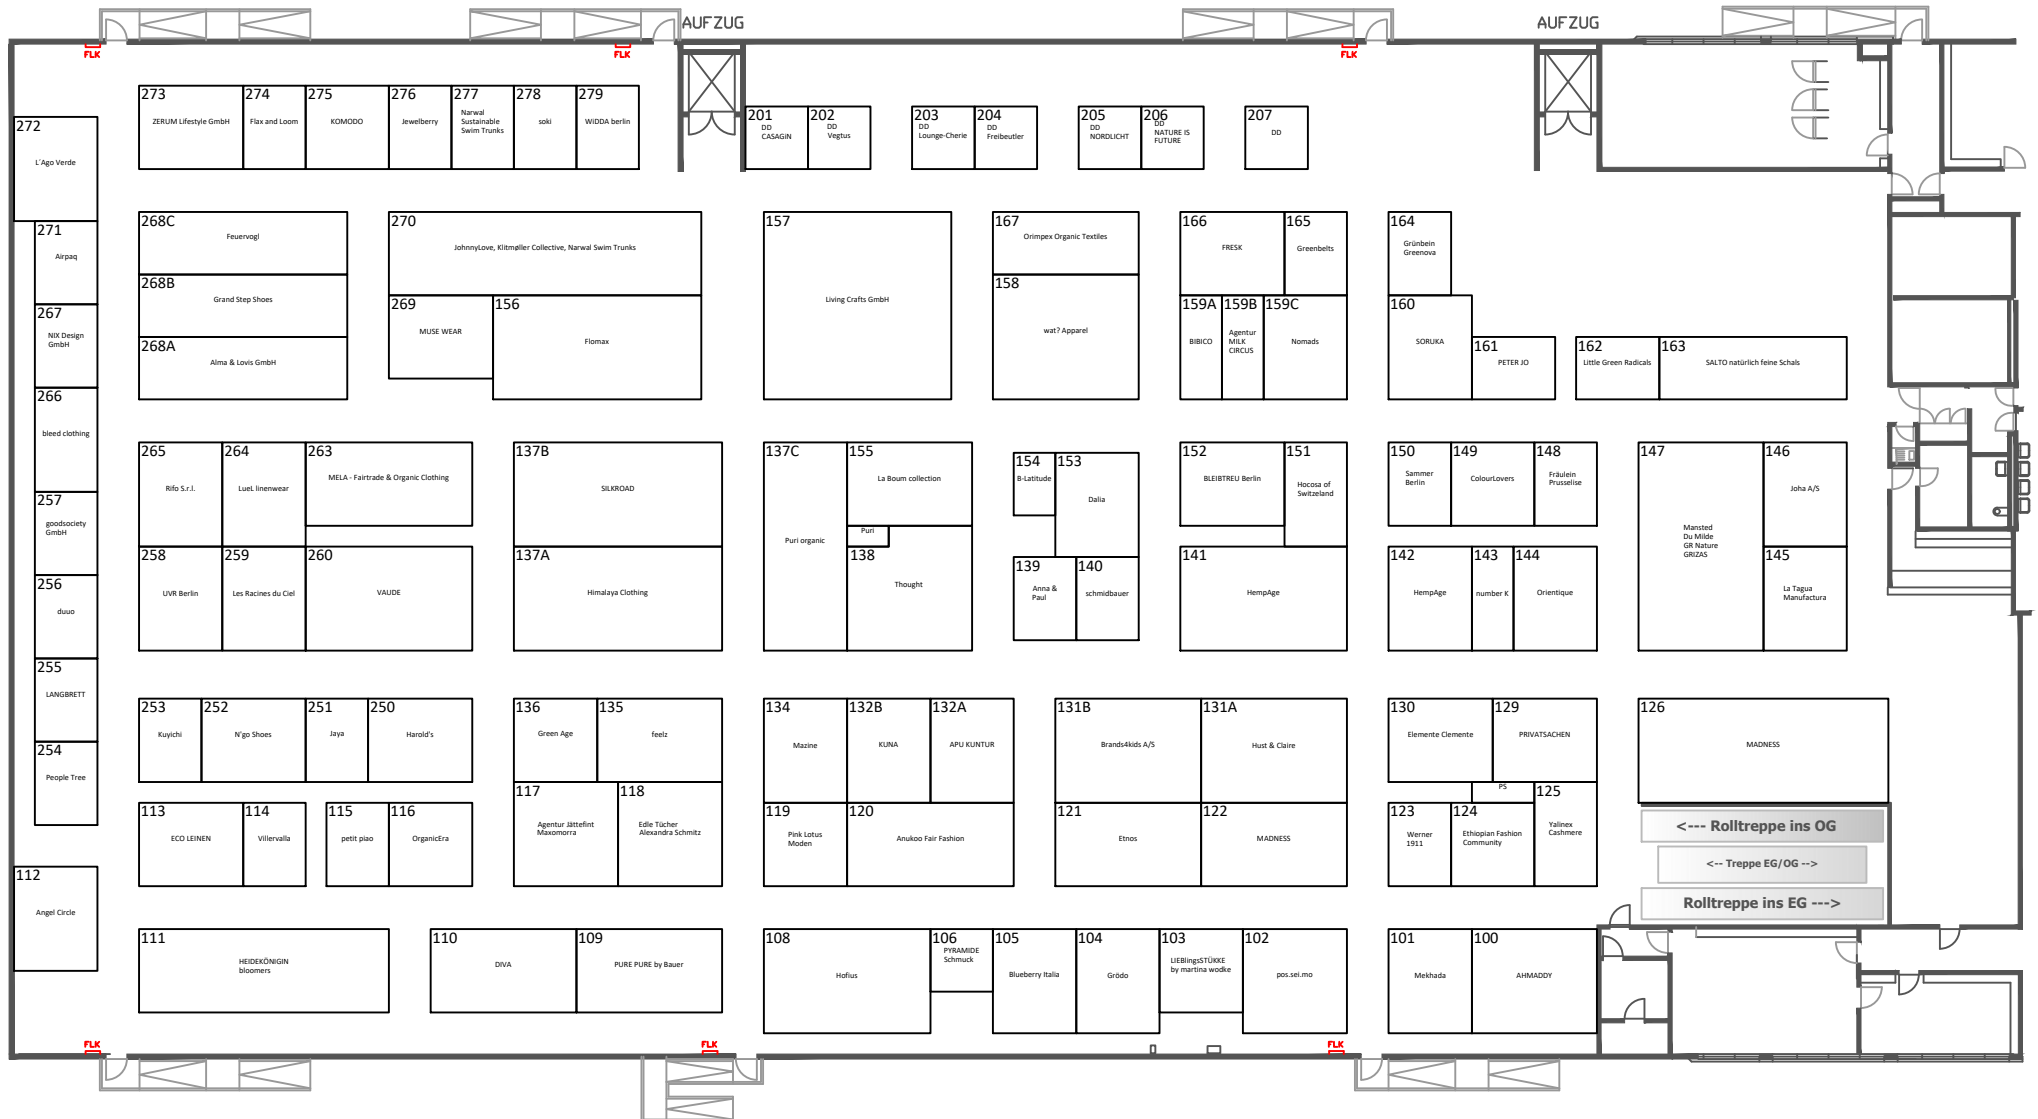 AUFZUG
AUFZUG
FLK
FLK
FLK
273
ZERUM Lifestyle GmbH
274
Flax and Loom
275
KOMODO
276
Jewelberry
277
Narwal
Sustainable
Swim Trunks
278
soki
279
WiDDA berlin
201
DD
CASAGIN
202
DD
Vegtus
203
DD
Lounge-Cherie
204
DD
Freibeutler
205
DD
NORDLICHT
206
DD
NATURE IS
FUTURE
207
DD
272
L´Ago Verde
271
Airpaq
267
NIX Design
GmbH
266
bleed clothing
257
goodsociety
GmbH
256
duuo
255
LANGBRETT
254
People Tree
112
Angel Circle
268C
Feuervogl
268B
Grand Step Shoes
268A
Alma & Lovis GmbH
270
JohnnyLove, Klitmøller Collective, Narwal Swim Trunks
269
MUSE WEAR
156
Flomax
157
Living Crafts GmbH
167
Orimpex Organic Textiles
158
wat? Apparel
166
FRESK
165
Greenbelts
159A
BIBICO
159B
Agentur
MILK
CIRCUS
159C
Nomads
164
Grünbein
Greenova
160
SORUKA
161
PETER JO
162
Little Green Radicals
163
SALTO natürlich feine Schals
265
Rifo S.r.l.
264
LueL linenwear
263
MELA - Fairtrade & Organic Clothing
258
UVR Berlin
259
Les Racines du Ciel
260
VAUDE
137B
SILKROAD
137A
Himalaya Clothing
137C
Puri organic
155
La Boum collection
Puri
138
Thought
154
B-Latitude
153
Dalia
139
Anna &
Paul
140
schmidbauer
152
BLEIBTREU Berlin
151
Hocosa of
Switzeland
141
HempAge
150
Sammer
Berlin
149
ColourLovers
148
Fräulein
Prusselise
142
HempAge
143
number K
144
Orientique
147
Mansted
Du Milde
GR Nature
GRIZAS
146
Joha A/S
145
La Tagua
Manufactura
253
Kuyichi
252
N'go Shoes
251
Jaya
250
Harold's
113
ECO LEINEN
114
Villervalla
115
petit piao
116
OrganicEra
136
Green Age
135
feelz
117
Agentur Jättefint
Maxomorra
118
Edle Tücher
Alexandra Schmitz
134
Mazine
132B
KUNA
132A
APU KUNTUR
119
Pink Lotus
Moden
120
Anukoo Fair Fashion
131B
Brands4kids A/S
131A
Hust & Claire
121
Etnos
122
MADNESS
130
Elemente Clemente
129
PRIVATSACHEN
PS
123
Werner
1911
124
Ethiopian Fashion
Community
125
Yalinex
Cashmere
126
MADNESS
<--- Rolltreppe ins OG
<-- Treppe EG/OG -->
Rolltreppe ins EG --->
111
HEIDEKÖNIGIN
bloomers
110
DIVA
109
PURE PURE by Bauer
108
Hofius
106
PYRAMIDE
Schmuck
105
Blueberry Italia
104
Grödo
103
LIEBlingsSTÜKKE
by martina wodke
102
pos.sei.mo
101
Mekhada
100
AHMADDY
FLK
FLK
FLK